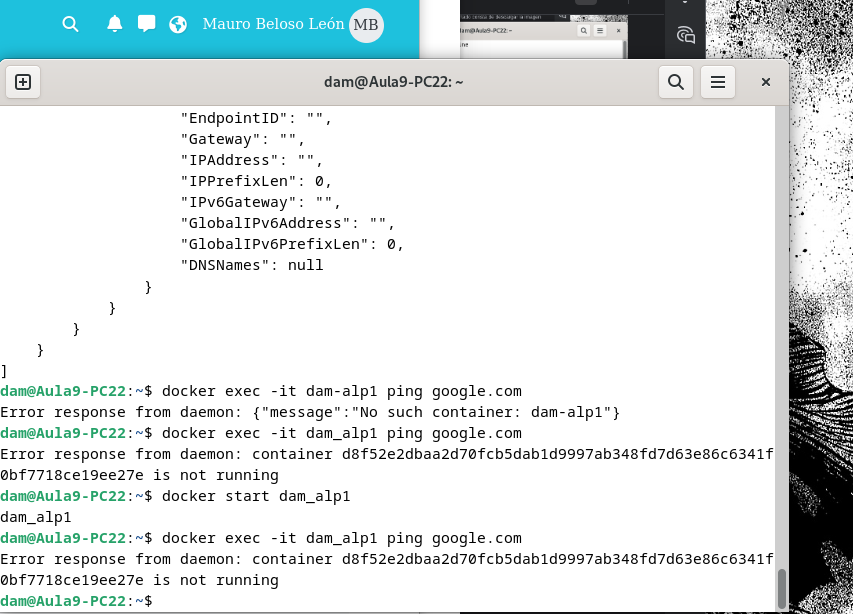 Mauro Beloso León MB
dam@Aula9-PC22: ~
"EndpointID": "",
"Gateway": "",
"IPAddress": "",
"IPPrefixLen": 0,
"IPv6Gateway": "",
"GlobalIPv6Address": "",
"GlobalIPv6PrefixLen": 0,
"DNSNames": null
}
}
}
}
]
dam@Aula9-PC22:~$ docker exec -it dam-alp1 ping google.com
Error response from daemon: {"message":"No such container: dam-alp1"}
dam@Aula9-PC22:~$ docker exec -it dam_alp1 ping google.com
Error response from daemon: container d8f52e2dbaa2d70fcb5dab1d9997ab348fd7d63e86c6341f
0bf7718ce19ee27e is not running
dam@Aula9-PC22:~$ docker start dam_alp1
dam_alp1
dam@Aula9-PC22:~$ docker exec -it dam_alp1 ping google.com
Error response from daemon: container d8f52e2dbaa2d70fcb5dab1d9997ab348fd7d63e86c6341f
0bf7718ce19ee27e is not running
dam@Aula9-PC22:~$